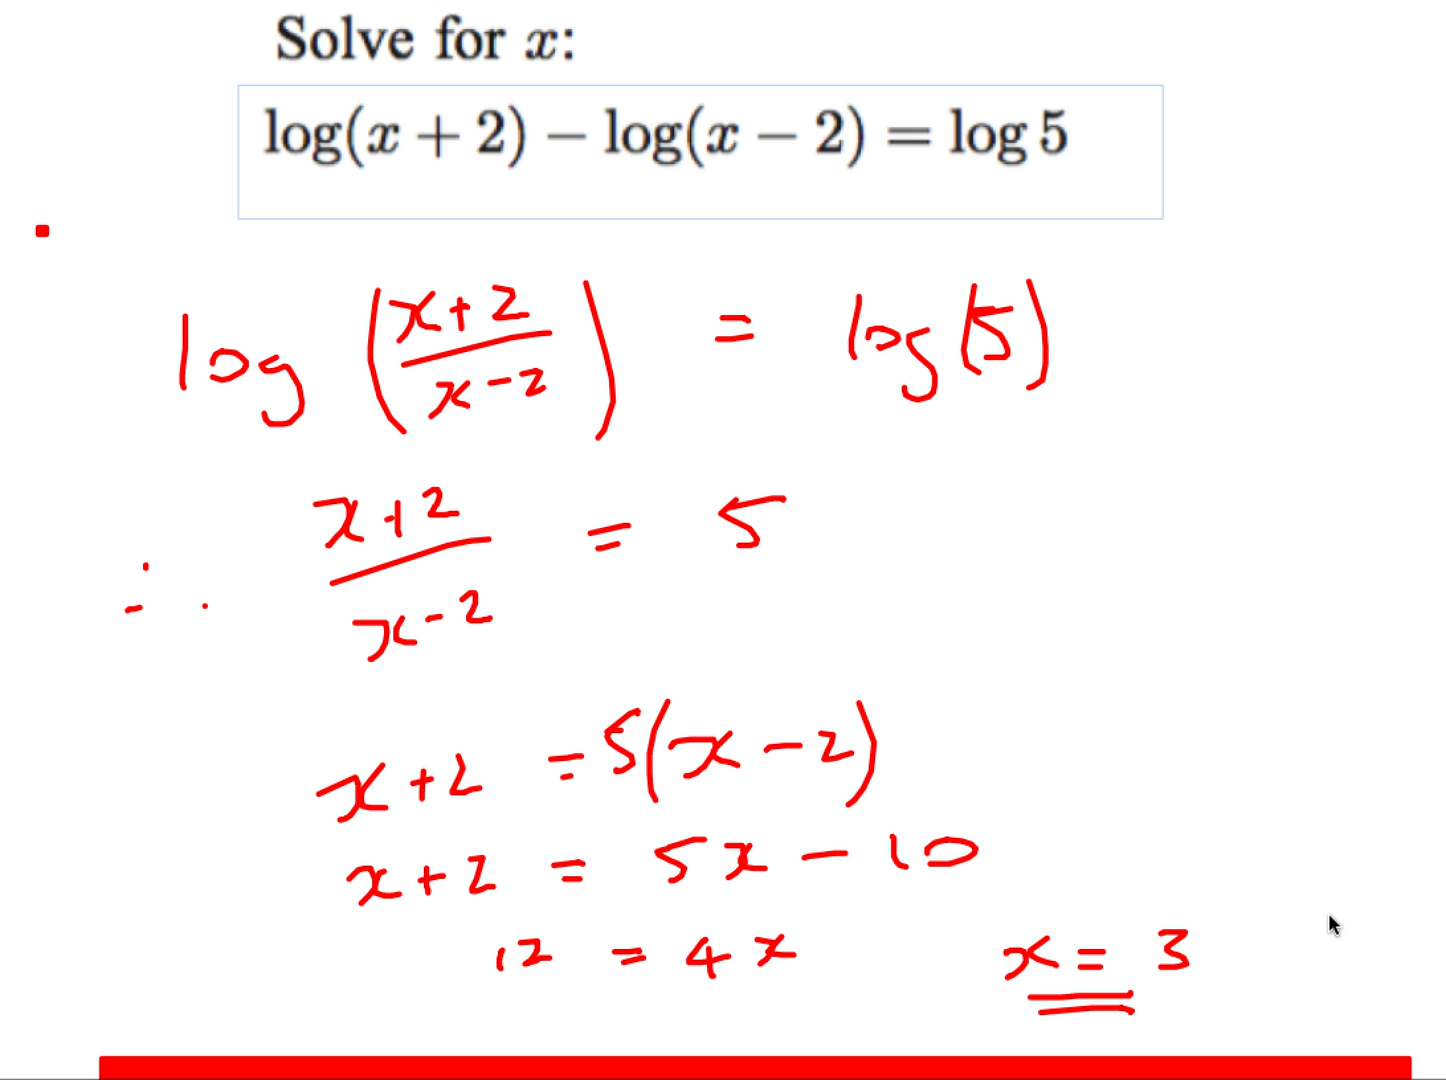 Solve for x:
log(x + 2) − log(x − 2) = log 5
log (x+2 / x−2) = log(5)
∴ x+2 / x−2 = 5
x+2 = 5(x−2)
x+2 = 5x − 10
12 = 4x x = 3